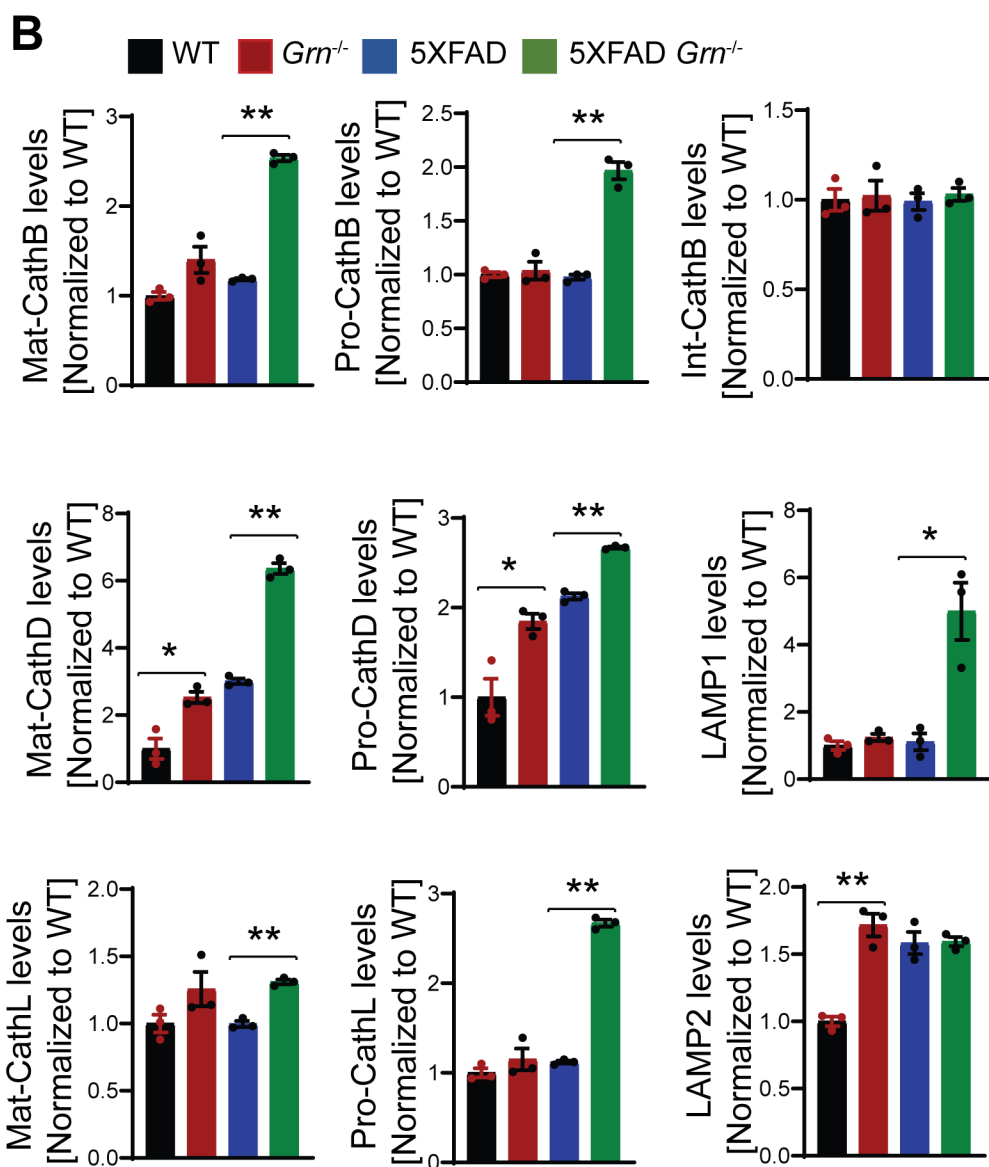 B
WT Grn-/- 5XFAD 5XFAD Grn-/-
Mat-CathB levels
[Normalized to WT]
3
2
1
0
**
Pro-CathB levels
[Normalized to WT]
2.5
2.0
1.5
1.0
0.5
0.0
**
Int-CathB levels
[Normalized to WT]
1.5
1.0
0.5
0.0
Mat-CathD levels
[Normalized to WT]
8
6
4
2
0
*
**
Pro-CathD levels
[Normalized to WT]
3
2
1
0
*
**
LAMP1 levels
[Normalized to WT]
8
6
4
2
0
*
Mat-CathL levels
[Normalized to WT]
2.0
1.5
1.0
0.5
0.0
**
Pro-CathL levels
[Normalized to WT]
3
2
1
0
**
LAMP2 levels
[Normalized to WT]
2.0
1.5
1.0
0.5
0.0
**